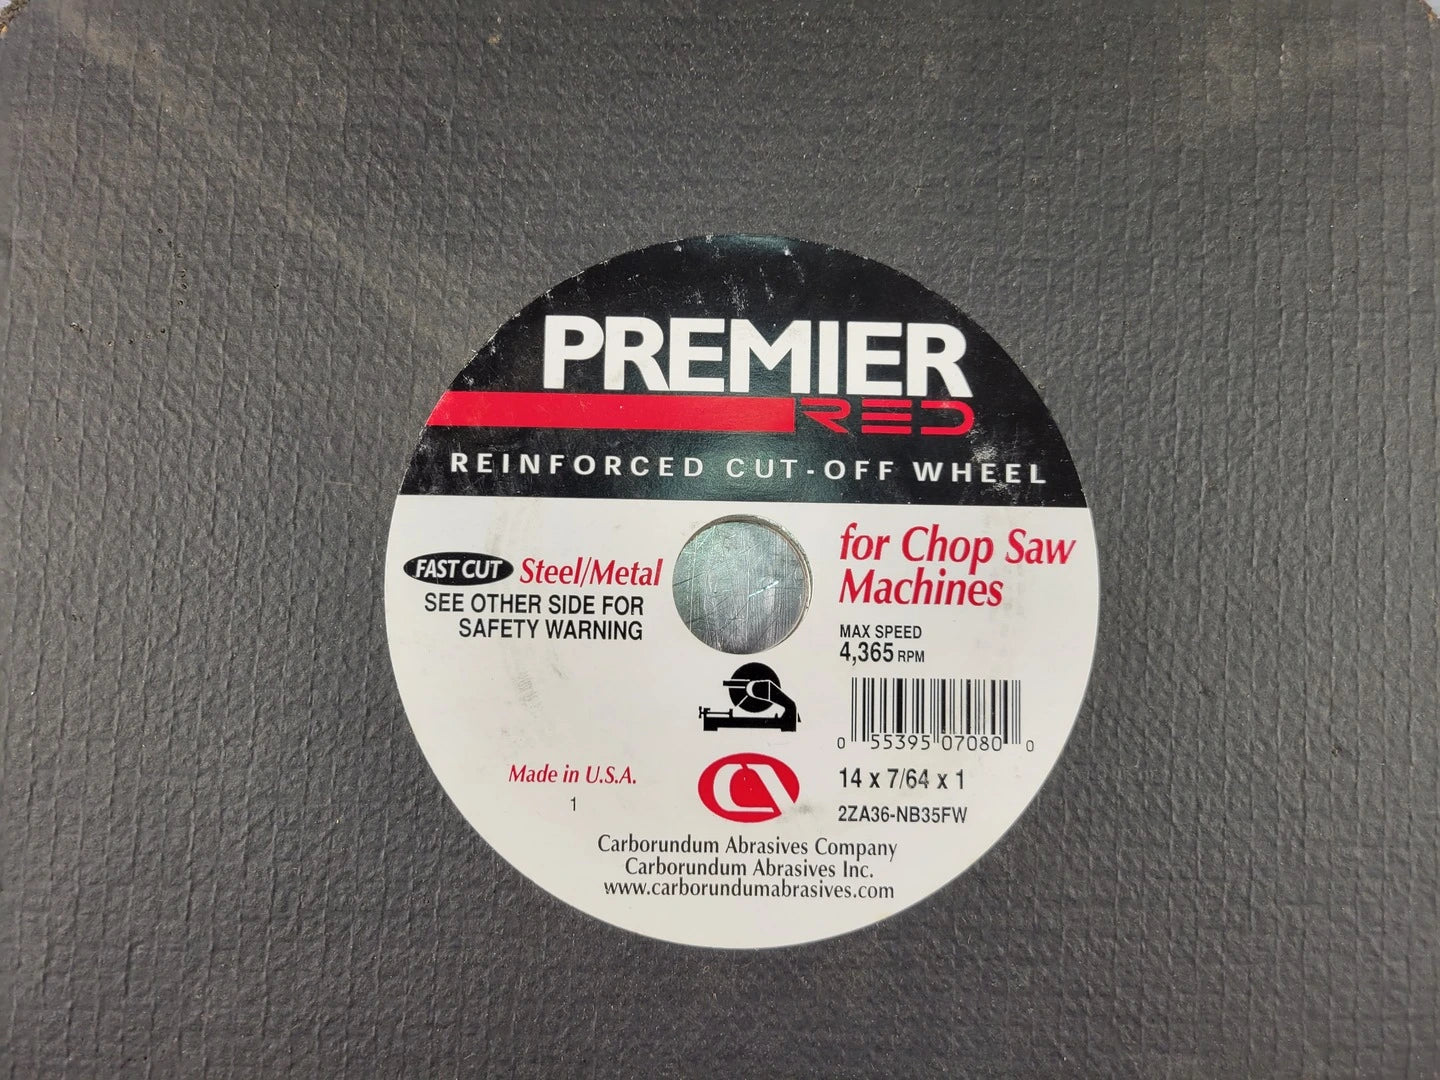 PREMIER
RED
REINFORCED CUT-OFF WHEEL
FAST CUT Steel/Metal
SEE OTHER SIDE FOR
SAFETY WARNING
for Chop Saw
Machines
MAX SPEED
4,365 RPM
0 55395 07080 0
14 x 7/64 x 1
2ZA36-NB35FW
Made in U.S.A.
1
Carborundum Abrasives Company
Carborundum Abrasives Inc.
www.carborundumabrasives.com